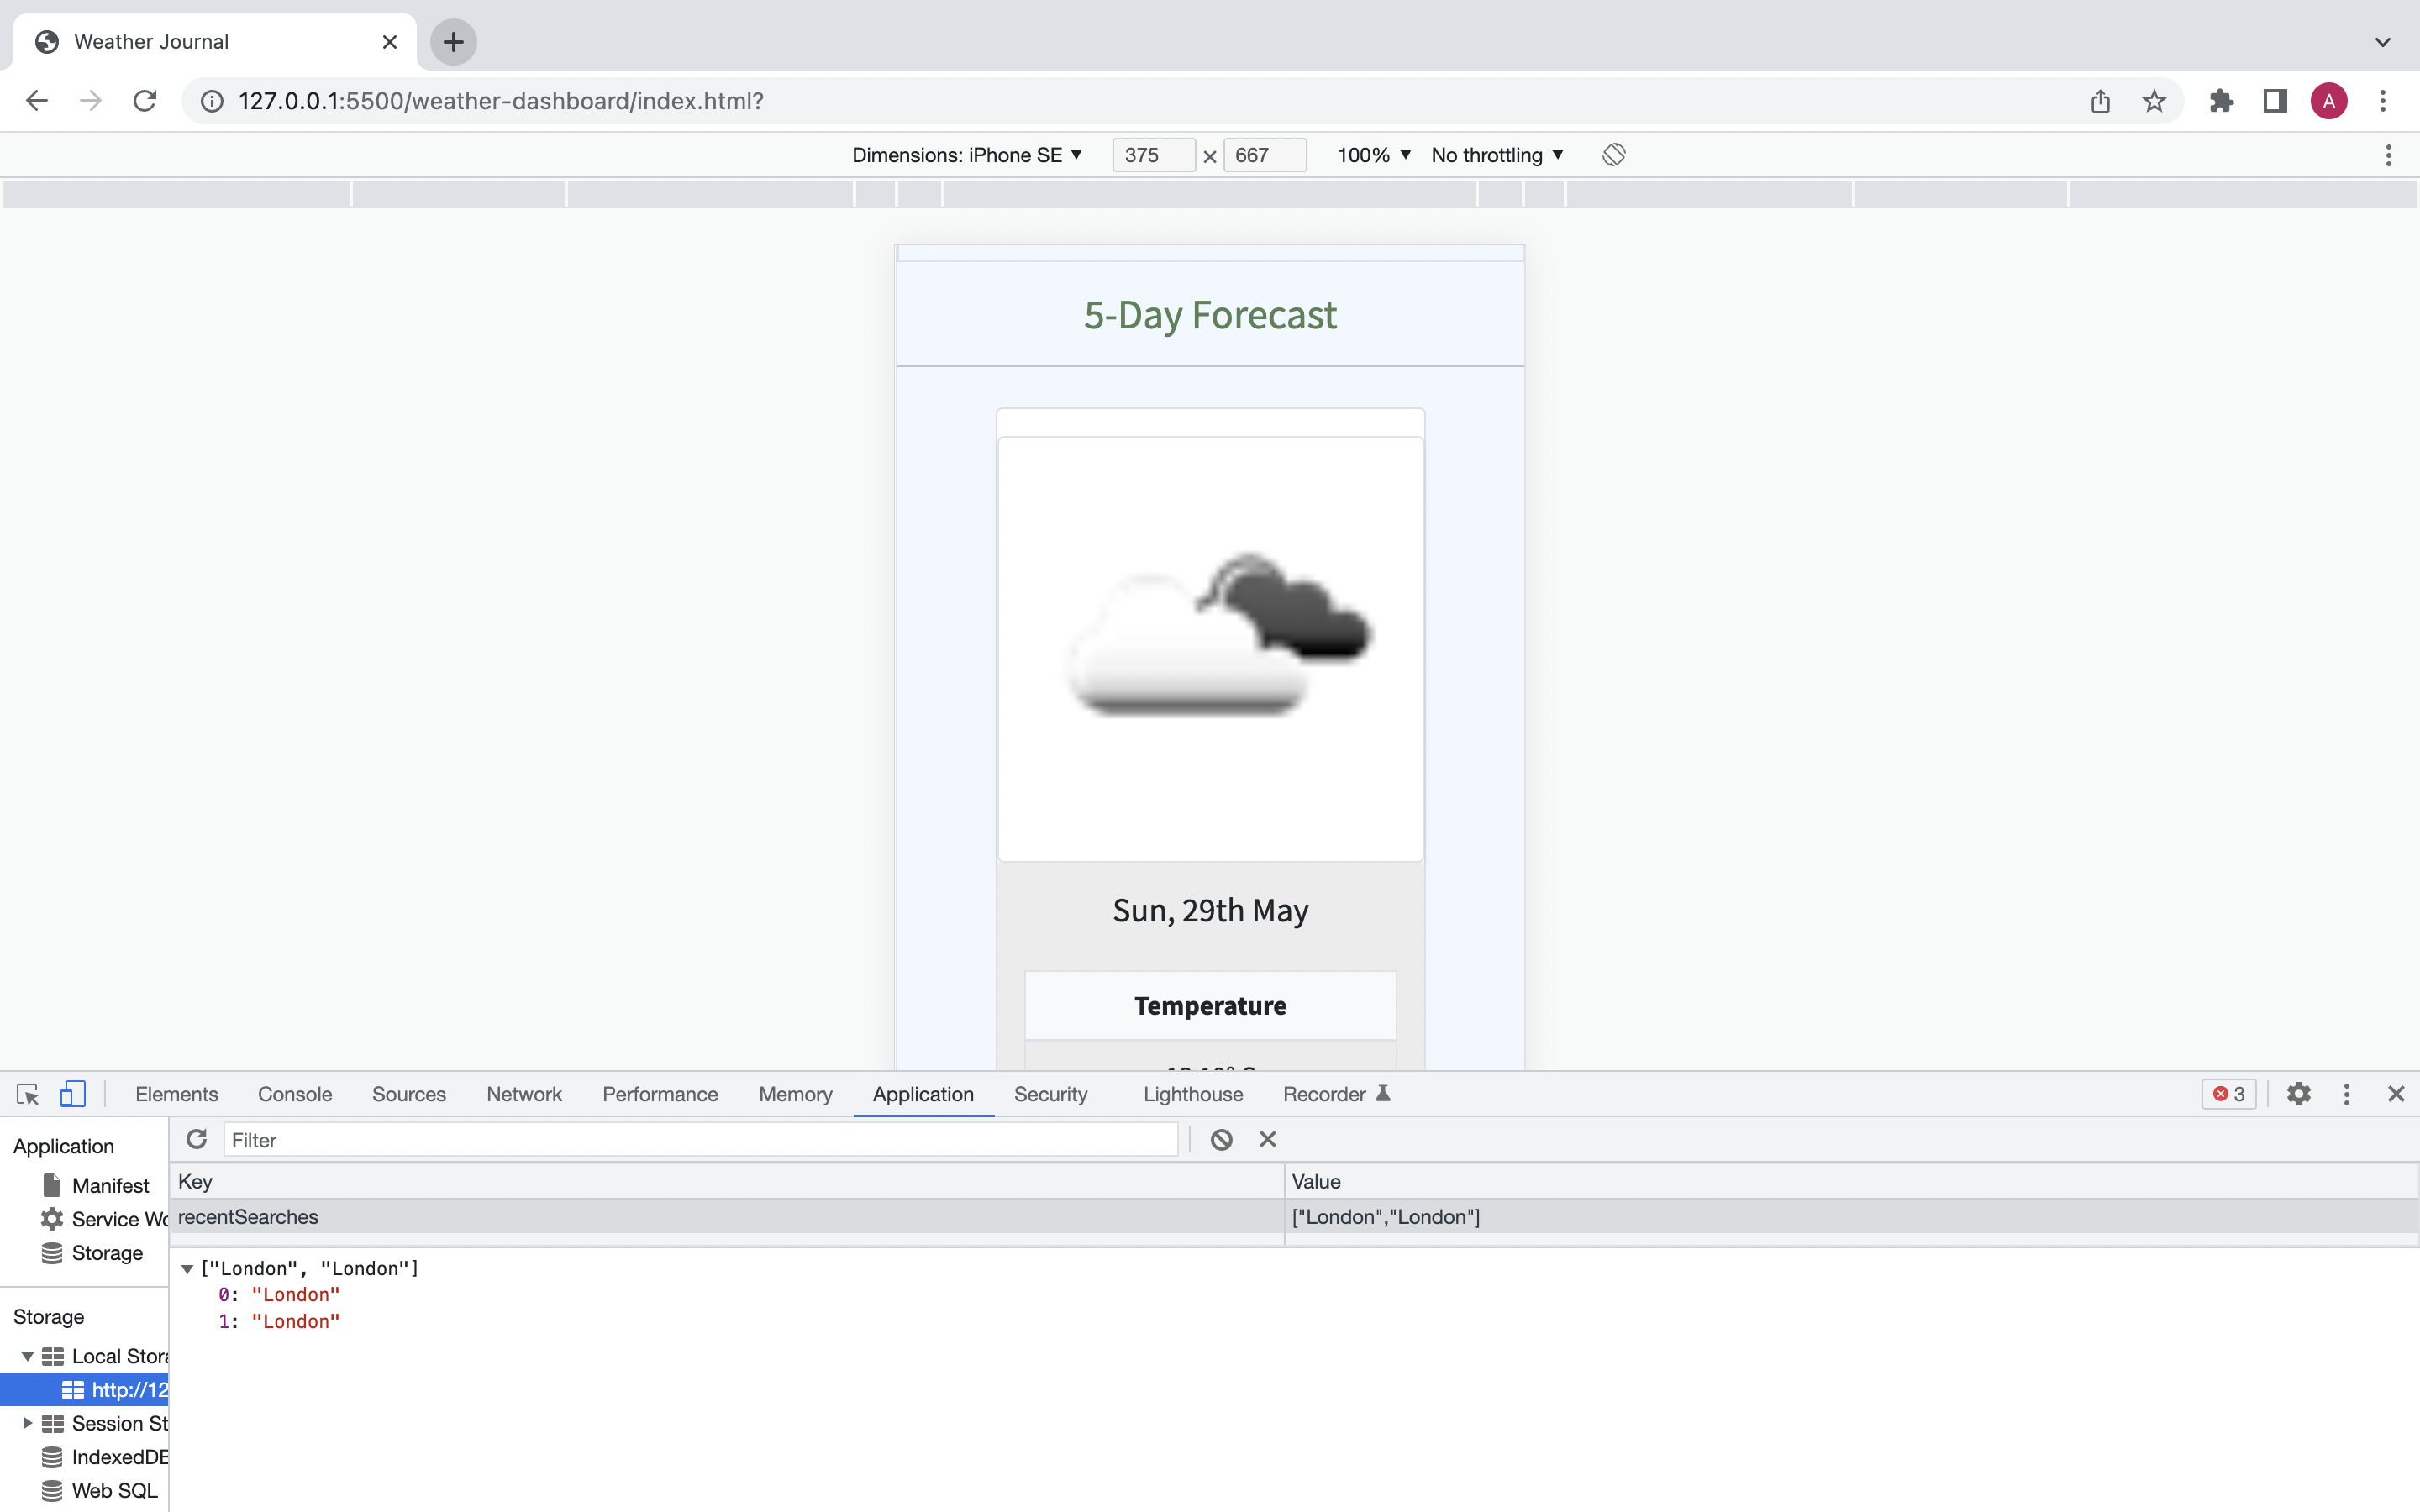 Weather Journal
127.0.0.1:5500/weather-dashboard/index.html?
A
Dimensions: iPhone SE ▼ 375 × 667 100% ▼ No throttling ▼
5-Day Forecast
Sun, 29th May
Temperature
Elements Console Sources Network Performance Memory Application Security Lighthouse Recorder 3
Application
Filter
Manifest
Service Wo
Storage
Key Value
recentSearches ["London","London"]
▼ ["London", "London"]
0: "London"
1: "London"
Storage
Local Stora
http://12
Session St
IndexedDB
Web SQL